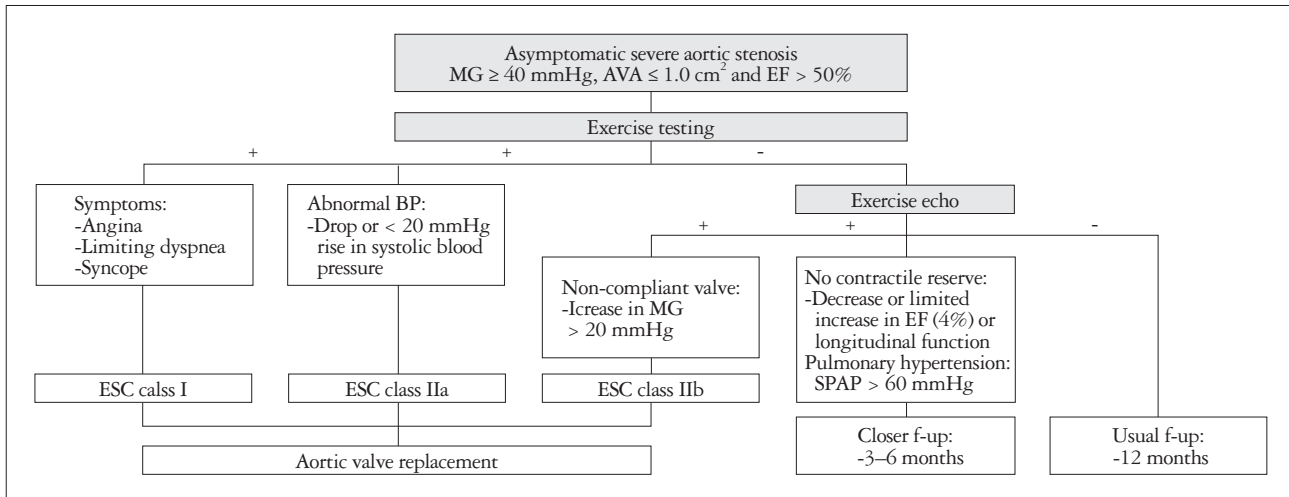 Asymptomatic severe aortic stenosis
MG ≥ 40 mmHg, AVA ≤ 1.0 cm² and EF > 50%
Exercise testing
+
+
-
Symptoms:
-Angina
-Limiting dyspnea
-Syncope
Abnormal BP:
-Drop or < 20 mmHg
rise in systolic blood
pressure
Exercise echo
+
+
-
Non-compliant valve:
-Icrease in MG
> 20 mmHg
No contractile reserve:
-Decrease or limited
increase in EF (4%) or
longitudinal function
Pulmonary hypertension:
SPAP > 60 mmHg
ESC calss I
ESC class IIa
ESC class IIb
Aortic valve replacement
Closer f-up:
-3–6 months
Usual f-up:
-12 months